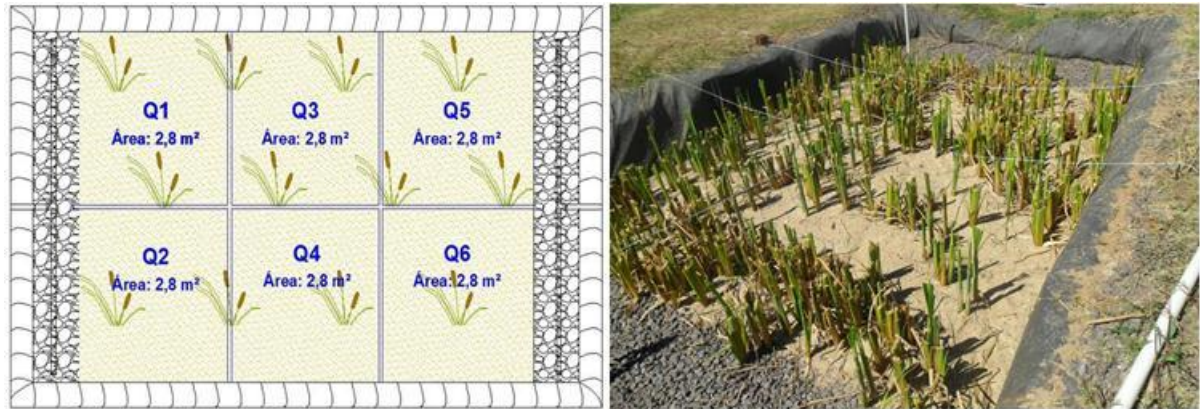 Q1
Área: 2,8 m²
Q3
Área: 2,8 m²
Q5
Área: 2,8 m²
Q2
Área: 2,8 m²
Q4
Área: 2,8 m²
Q6
Área: 2,8 m²